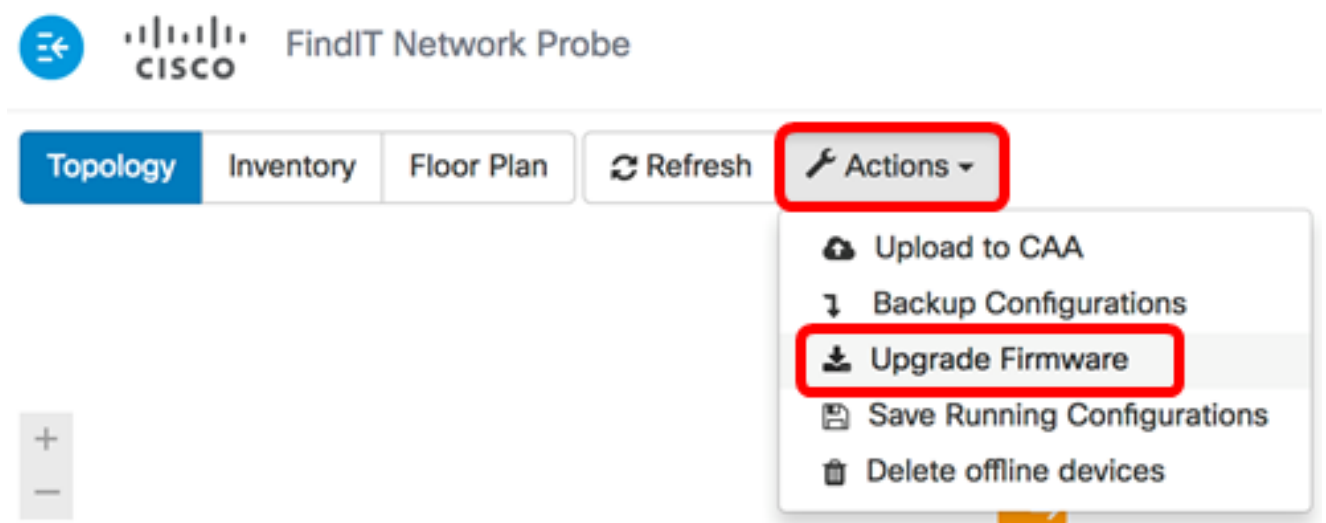 CISCO FindIT Network Probe
Topology Inventory Floor Plan Refresh Actions
Upload to CAA
Backup Configurations
Upgrade Firmware
Save Running Configurations
Delete offline devices
+
−